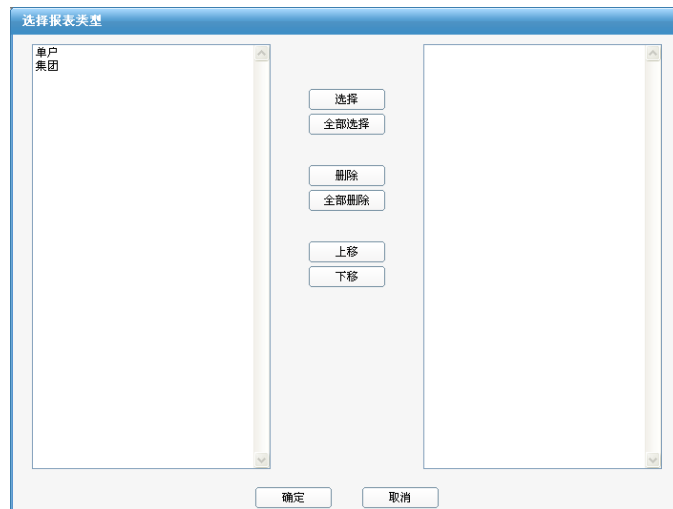 选择报表类型
单户
集团
选择
全部选择
删除
全部删除
上移
下移
确定
取消